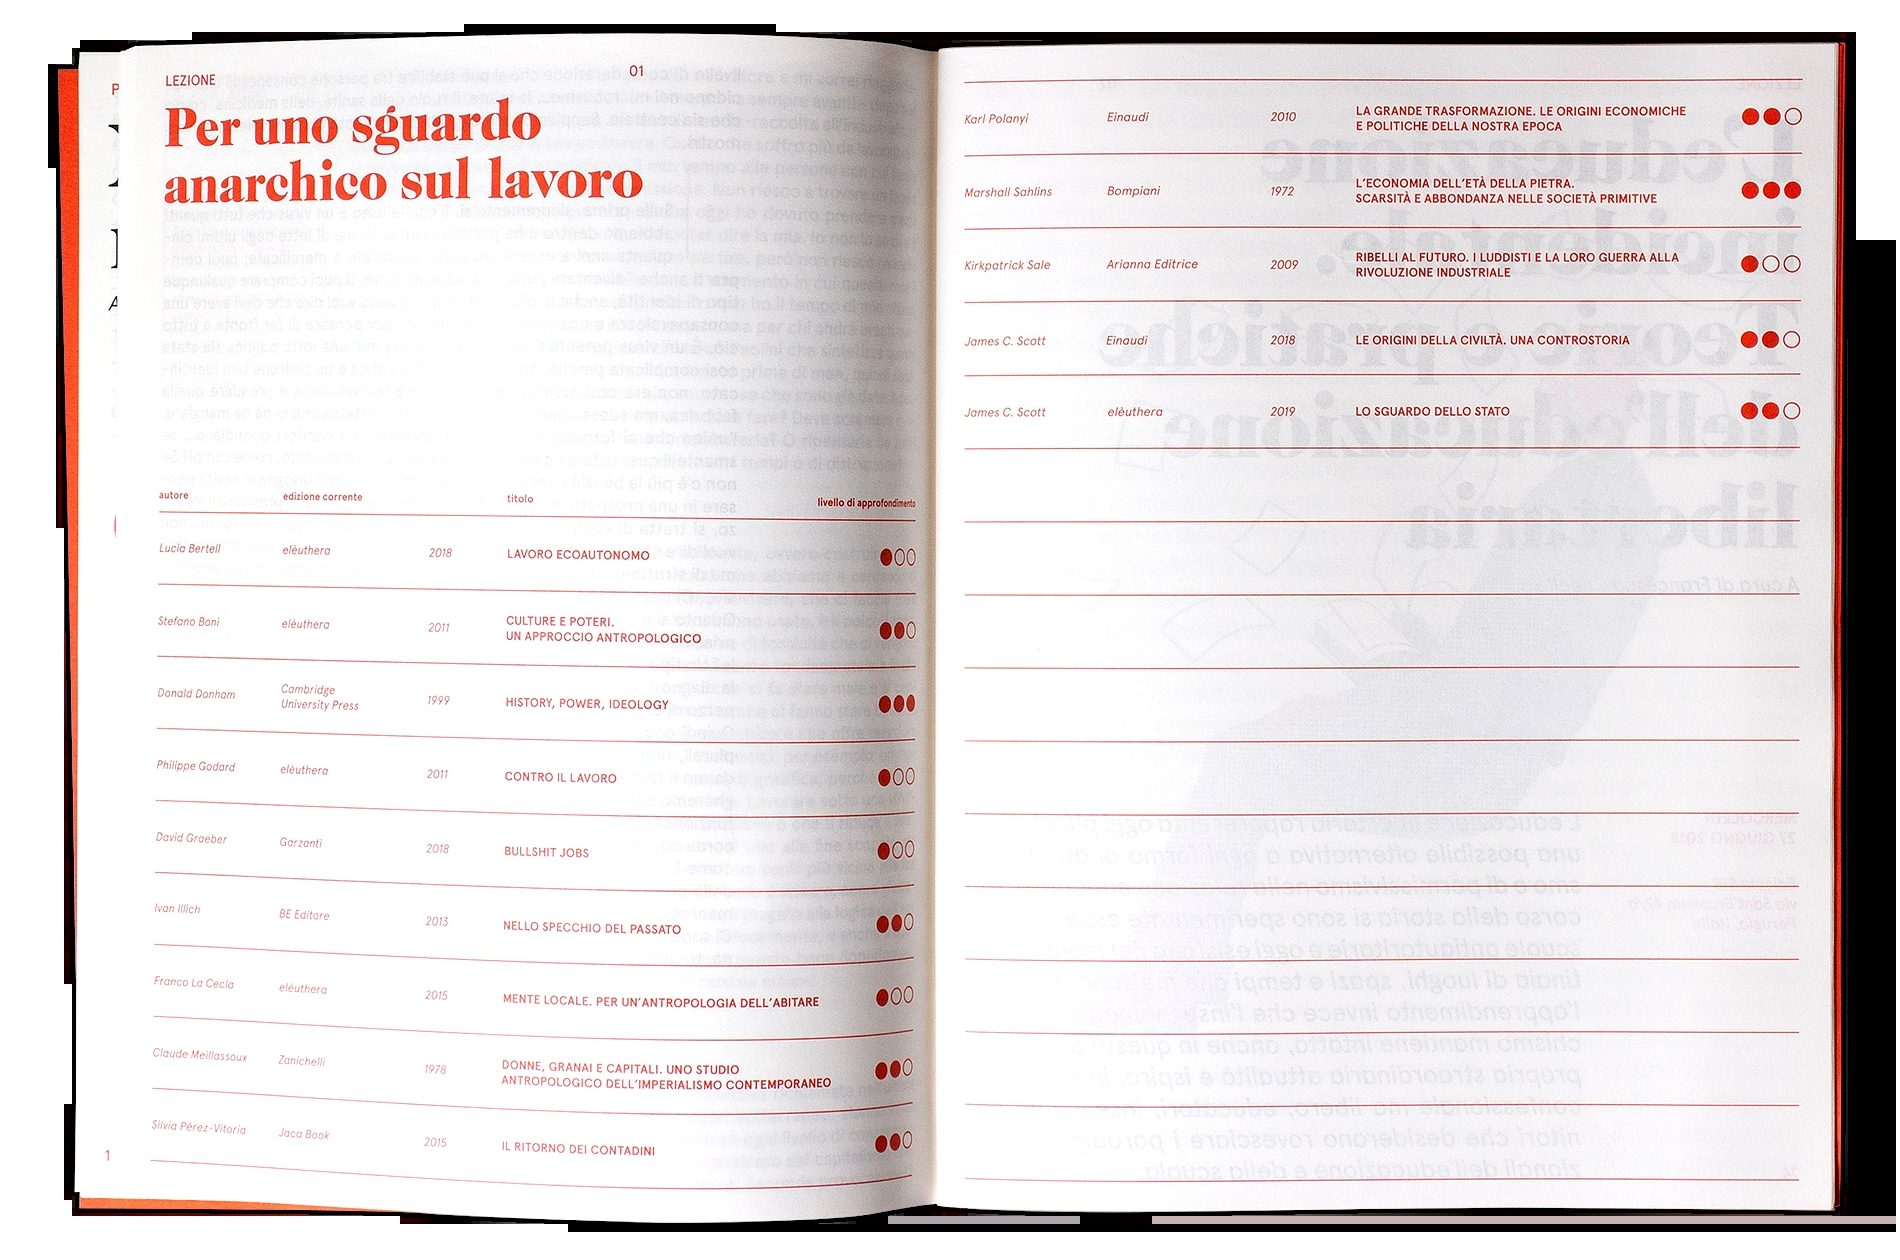 LEZIONE
01
Per uno sguardo
anarchico sul lavoro
autore edizione corrente titolo livello di approfondimento
Lucia Bertell elèuthera 2018 LAVORO ECOAUTONOMO
Stefano Boni elèuthera 2011 CULTURE E POTERI.
UN APPROCCIO ANTROPOLOGICO
Donald Donham Cambridge
University Press 1999 HISTORY, POWER, IDEOLOGY
Philippe Godard elèuthera 2011 CONTRO IL LAVORO
David Graeber Garzanti 2018 BULLSHIT JOBS
Ivan Illich BE Editore 2013 NELLO SPECCHIO DEL PASSATO
Franco La Cecla elèuthera 2015 MENTE LOCALE. PER UN'ANTROPOLOGIA DELL'ABITARE
Claude Meillassoux Zanichelli 1978 DONNE, GRANAI E CAPITALI. UNO STUDIO
ANTROPOLOGICO DELL'IMPERIALISMO CONTEMPORANEO
Silvia Pérez-Vitoria Jaca Book 2015 IL RITORNO DEI CONTADINI
1
Karl Polanyi Einaudi 2010 LA GRANDE TRASFORMAZIONE. LE ORIGINI ECONOMICHE
E POLITICHE DELLA NOSTRA EPOCA
Marshall Sahlins Bompiani 1972 L'ECONOMIA DELL'ETÀ DELLA PIETRA.
SCARSITÀ E ABBONDANZA NELLE SOCIETÀ PRIMITIVE
Kirkpatrick Sale Arianna Editrice 2009 RIBELLI AL FUTURO. I LUDDISTI E LA LORO GUERRA ALLA
RIVOLUZIONE INDUSTRIALE
James C. Scott Einaudi 2018 LE ORIGINI DELLA CIVILTÀ. UNA CONTROSTORIA
James C. Scott elèuthera 2019 LO SGUARDO DELLO STATO